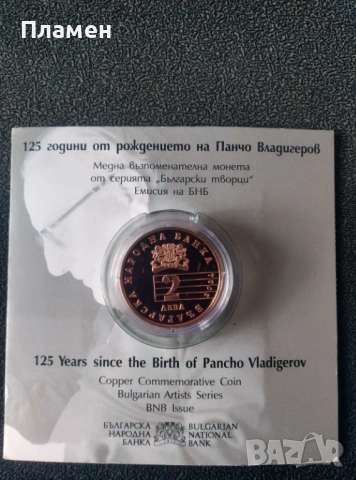 Пламен
125 години от рождението на Панчо Владигеров
Медна възпоменателна монета
от серията „Български творци“
Емисия на БНБ
БЪЛГАРСКА НАРОДНА БАНКА
2
ЛЕВА
125 Years since the Birth of Pancho Vladigerov
Copper Commemorative Coin
Bulgarian Artists Series
BNB Issue
БЪЛГАРСКА BULGARIAN
НАРОДНА NATIONAL
БАНКА BANK
BAZAR